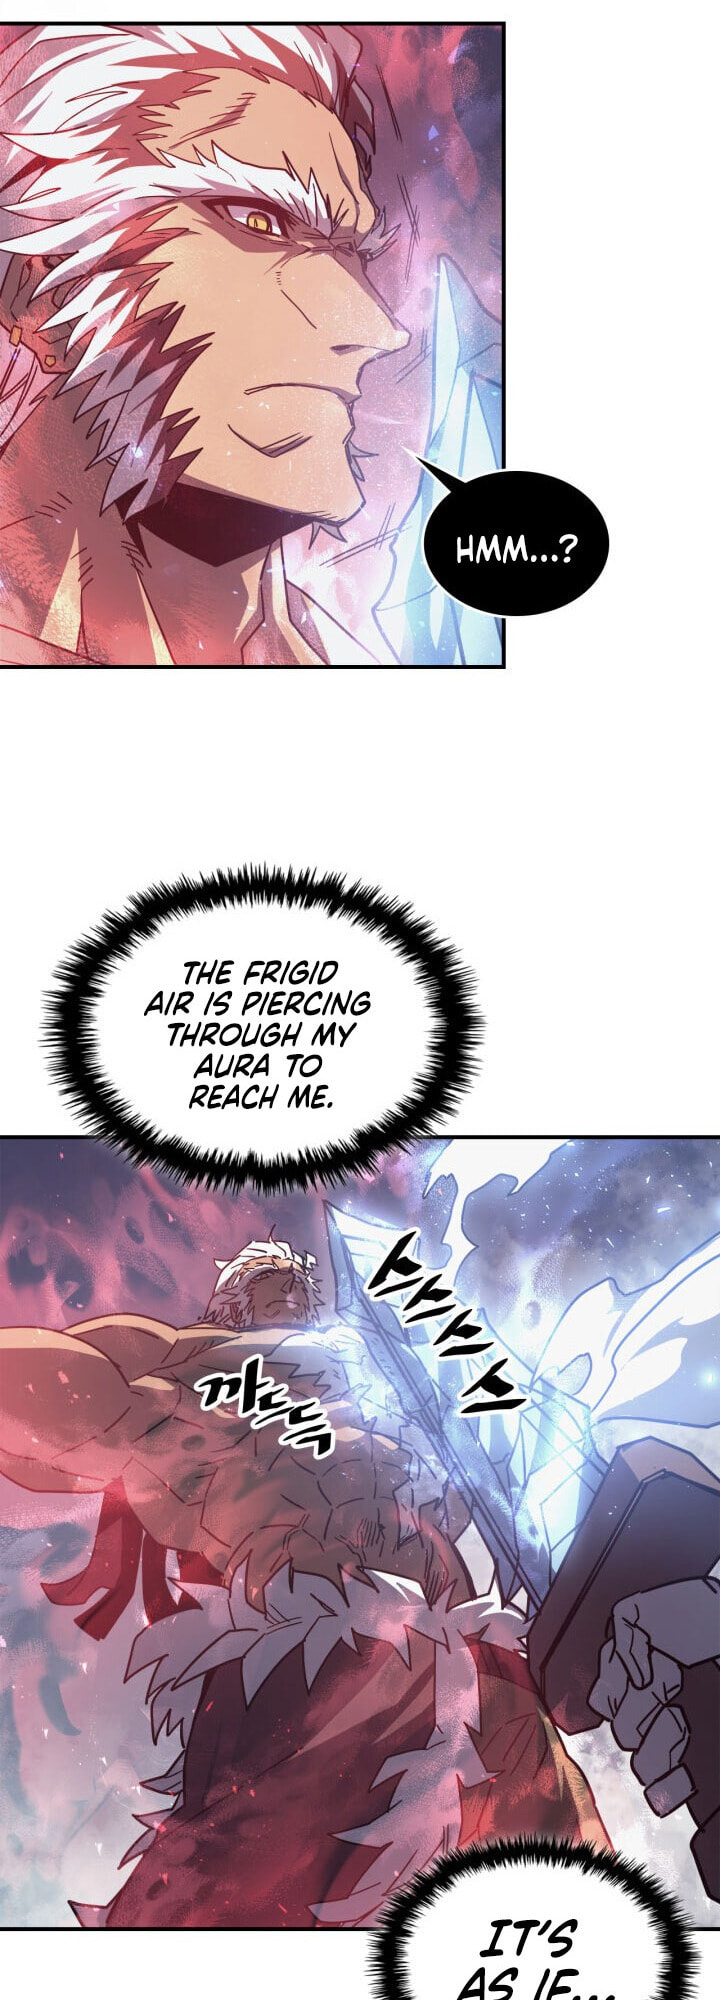 HMM...?
THE FRIGID
AIR IS PIERCING
THROUGH MY
AURA TO
REACH ME.
스스스스
까드득
IT'S
AS IF...